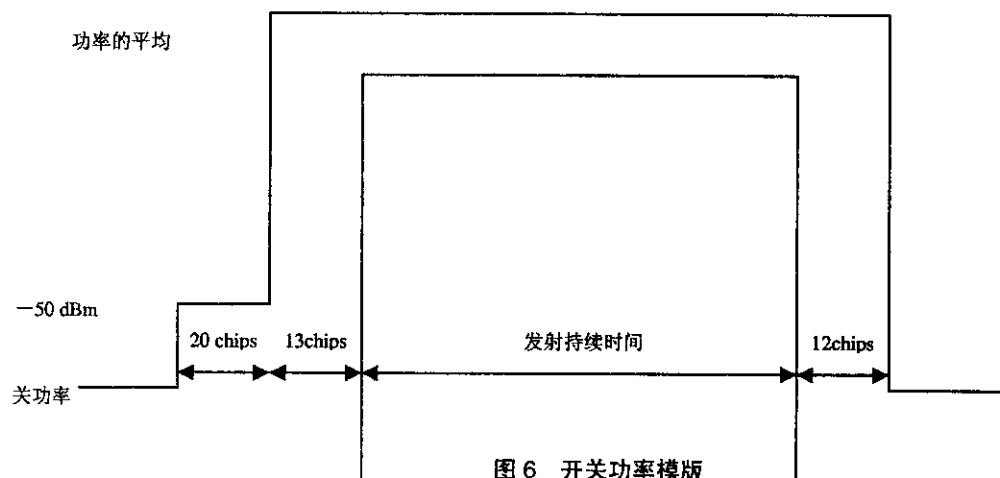 功率的平均
—50 dBm
20 chips
13chips
发射持续时间
12chips
关功率
图 6 开关功率模版